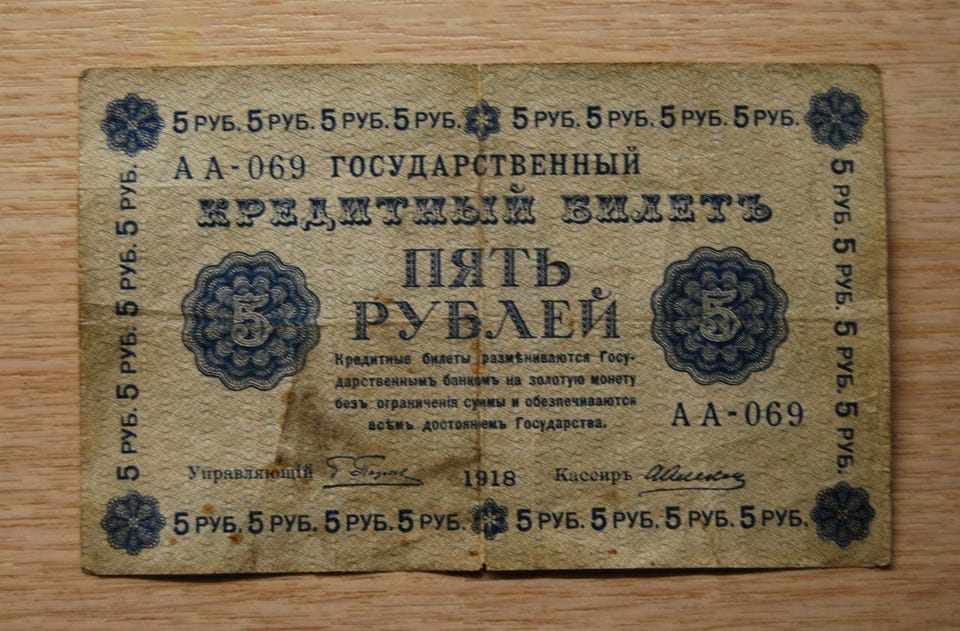 5 РУБ. 5 РУБ. 5 РУБ. 5 РУБ. 5 РУБ. 5 РУБ. 5 РУБ. 5 РУБ.
АА-069 ГОСУДАРСТВЕННЫЙ
КРЕДИТНЫЙ БИЛЕТЪ
ПЯТЬ
РУБЛЕЙ
5
5
Кредитные билеты размѣниваются Госу-
дарственнымъ банкомъ на золотую монету
безъ ограниченія суммы и обезпечиваются
всѣмъ достояніемъ Государства.
АА-069
Управляющій
1918 Кассиръ
5 РУБ. 5 РУБ. 5 РУБ. 5 РУБ. 5 РУБ. 5 РУБ. 5 РУБ. 5 РУБ.
5 РУБ. 5 РУБ. 5 РУБ. 5 РУБ.
5 РУБ. 5 РУБ. 5 РУБ. 5 РУБ.